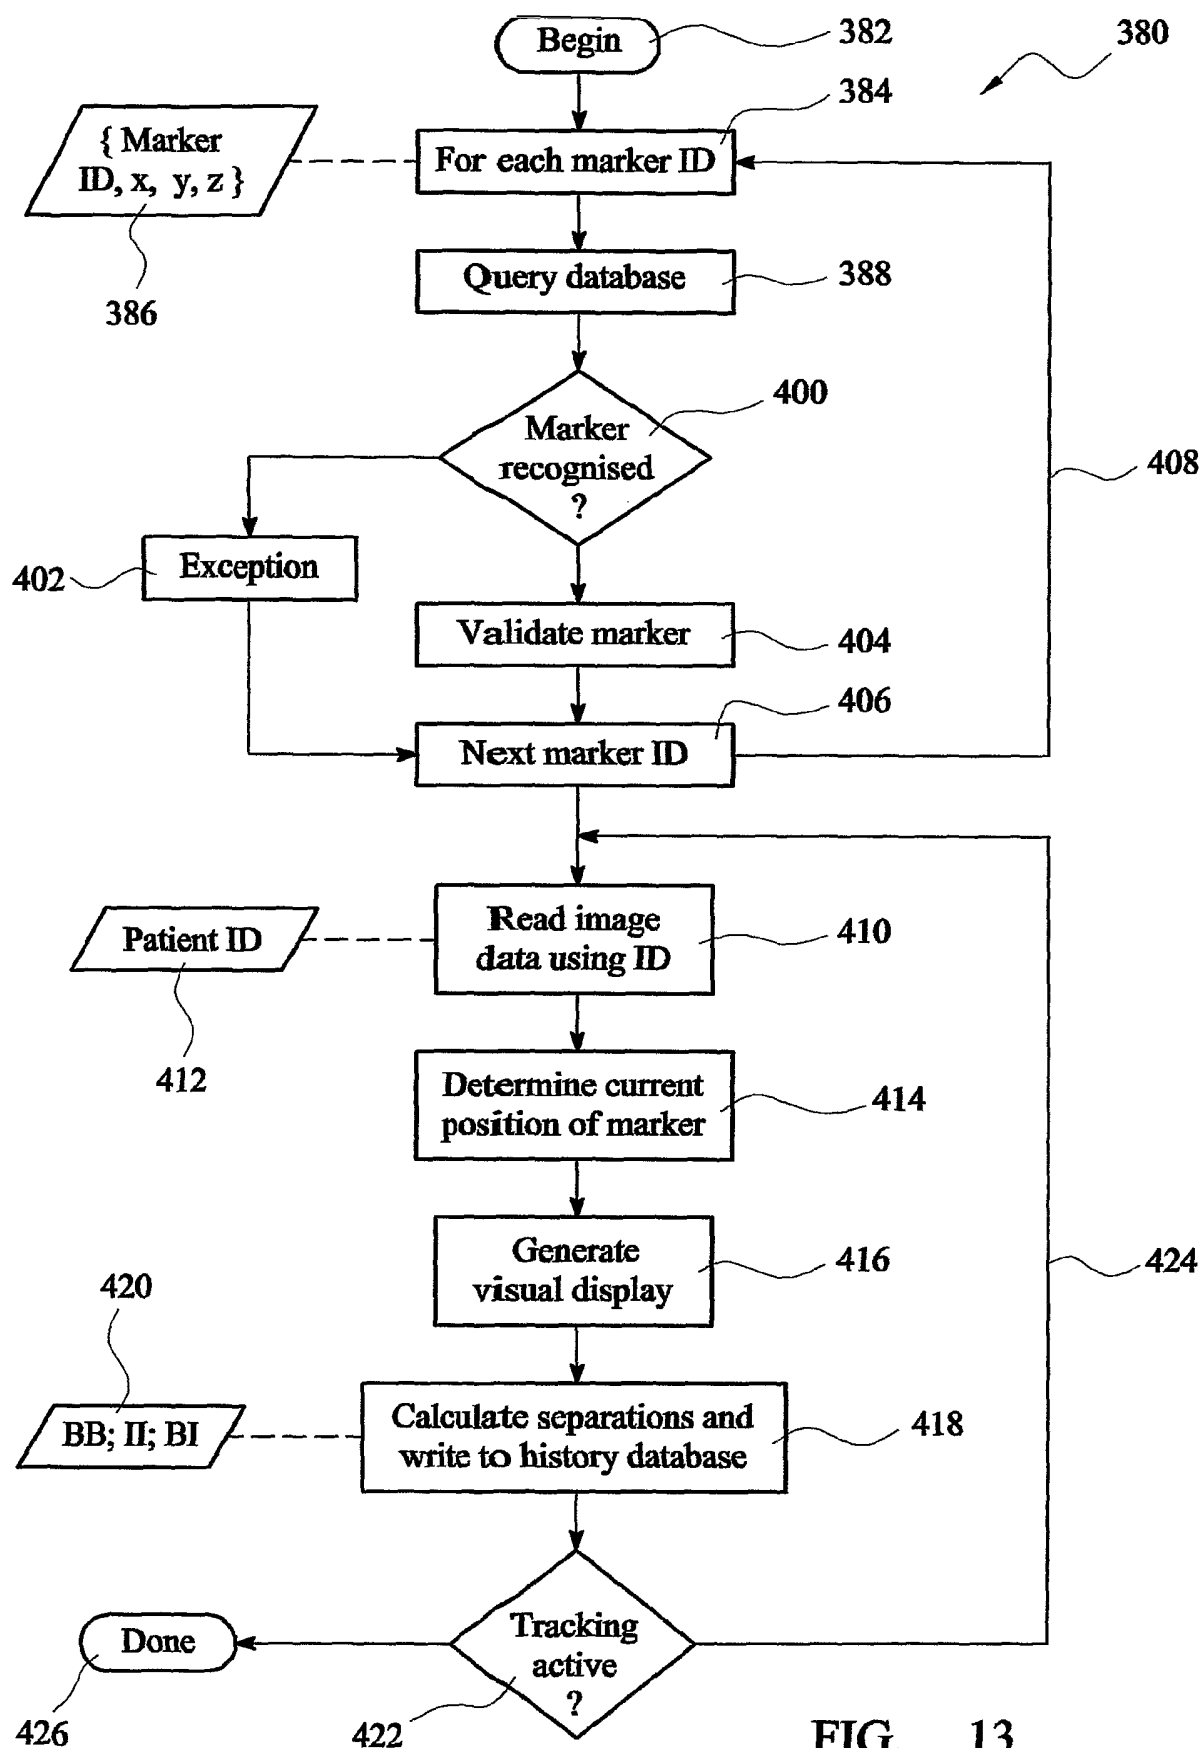 Begin
382
380
384
{ Marker
ID, x, y, z }
For each marker ID
386
Query database
388
400
Marker
recognised
?
408
402
Exception
Validate marker
404
406
Next marker ID
Patient ID
Read image
data using ID
410
412
Determine current
position of marker
414
Generate
visual display
416
424
420
BB; II; BI
Calculate separations and
write to history database
418
Done
Tracking
active
?
426
422
FIG. 13